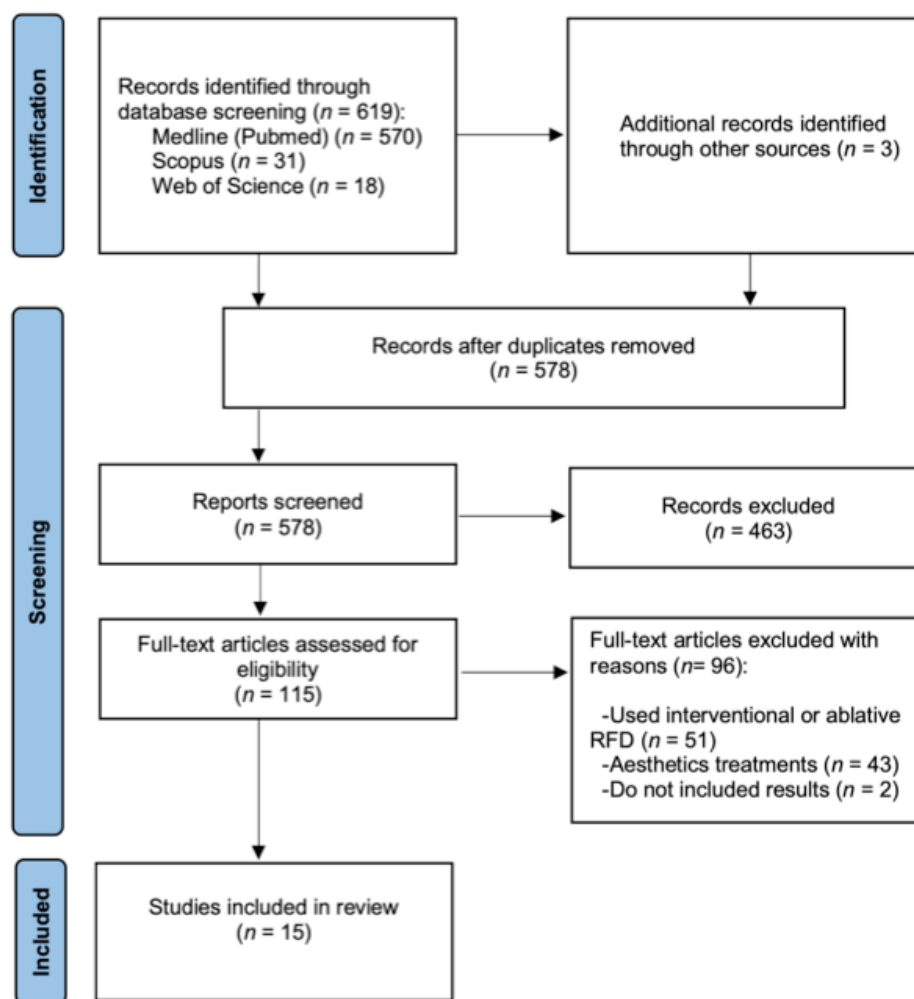 Identification
Records identified through
database screening (n = 619):
Medline (Pubmed) (n = 570)
Scopus (n = 31)
Web of Science (n = 18)
Additional records identified
through other sources (n = 3)
Screening
Records after duplicates removed
(n = 578)
Reports screened
(n = 578)
Records excluded
(n = 463)
Full-text articles assessed for
eligibility
(n = 115)
Full-text articles excluded with
reasons (n= 96):
-Used interventional or ablative
RFD (n = 51)
-Aesthetics treatments (n = 43)
-Do not included results (n = 2)
Included
Studies included in review
(n = 15)